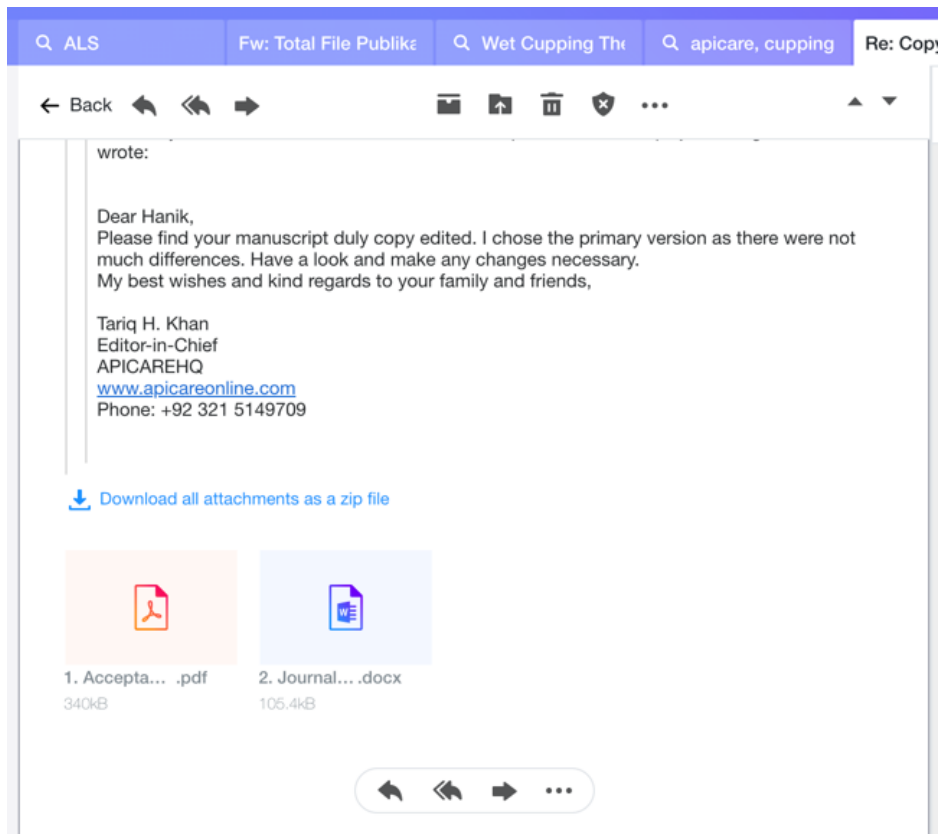 ALS
Fw: Total File Publika
Wet Cupping The
apicare, cupping
Re: Copy
Back
wrote:
Dear Hanik,
Please find your manuscript duly copy edited. I chose the primary version as there were not
much differences. Have a look and make any changes necessary.
My best wishes and kind regards to your family and friends,
Tariq H. Khan
Editor-in-Chief
APICAREHQ
www.apicareonline.com
Phone: +92 321 5149709
Download all attachments as a zip file
1. Accepta... .pdf
2. Journal... .docx
340kB
105.4kB